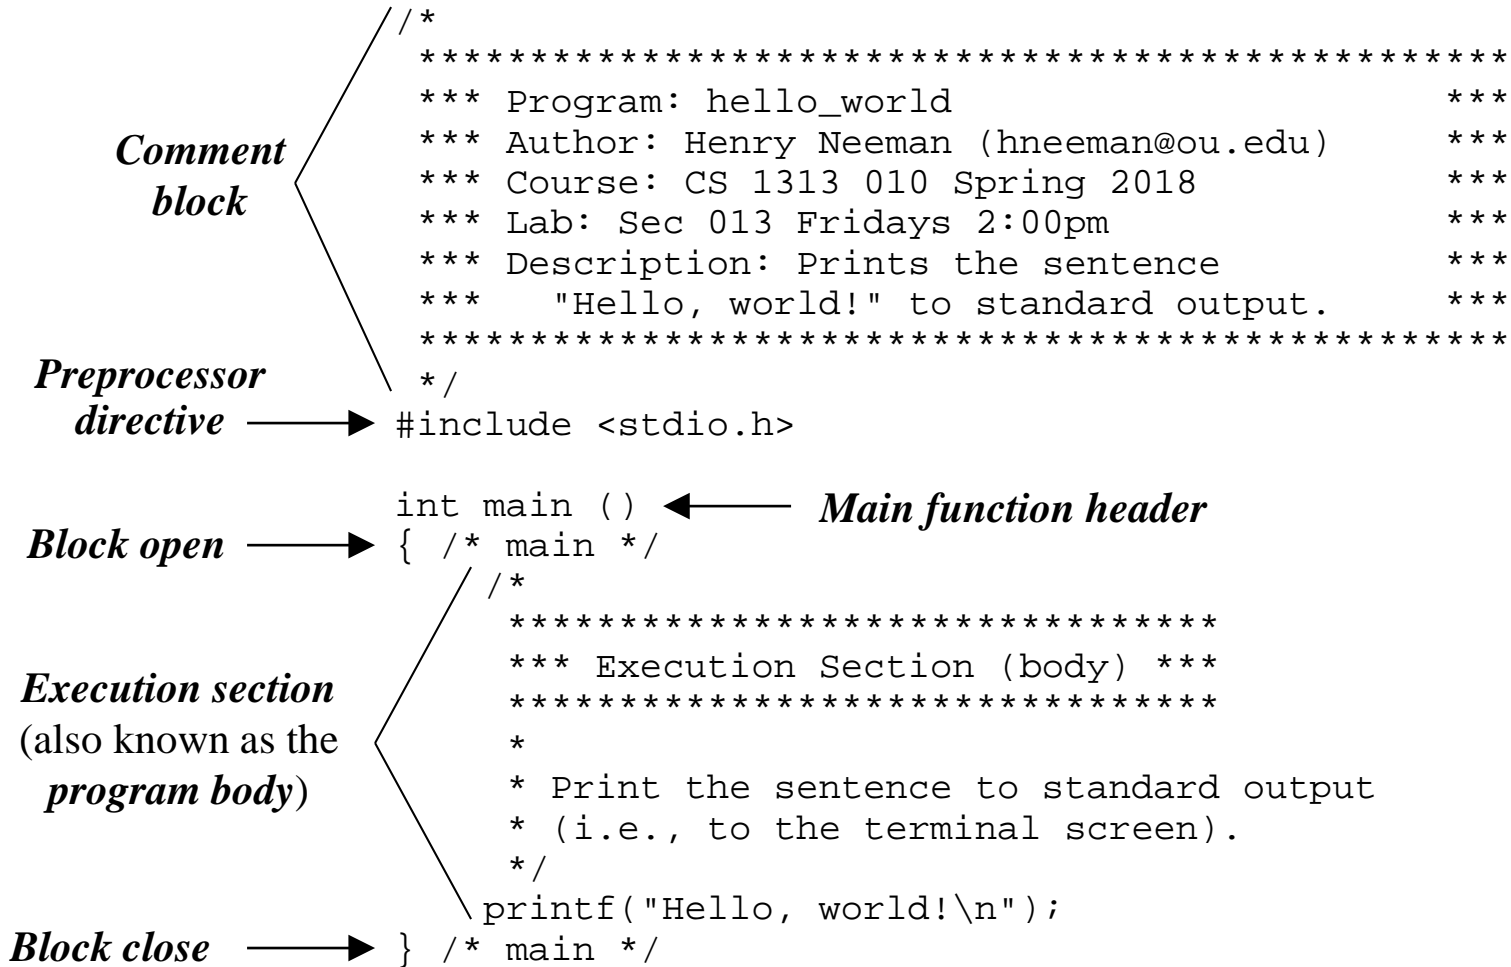 /*
**************************************************
*** Program: hello_world ***
*** Author: Henry Neeman (hneeman@ou.edu) ***
Comment
block
*** Course: CS 1313 010 Spring 2018 ***
*** Lab: Sec 013 Fridays 2:00pm ***
*** Description: Prints the sentence ***
*** "Hello, world!" to standard output. ***
**************************************************
*/
Preprocessor
directive
#include <stdio.h>
int main ()
Main function header
Block open
{ /* main */
/*
********************************
*** Execution Section (body) ***
********************************
Execution section
(also known as the
program body)
*
* Print the sentence to standard output
* (i.e., to the terminal screen).
*/
printf("Hello, world!\n");
Block close
} /* main */